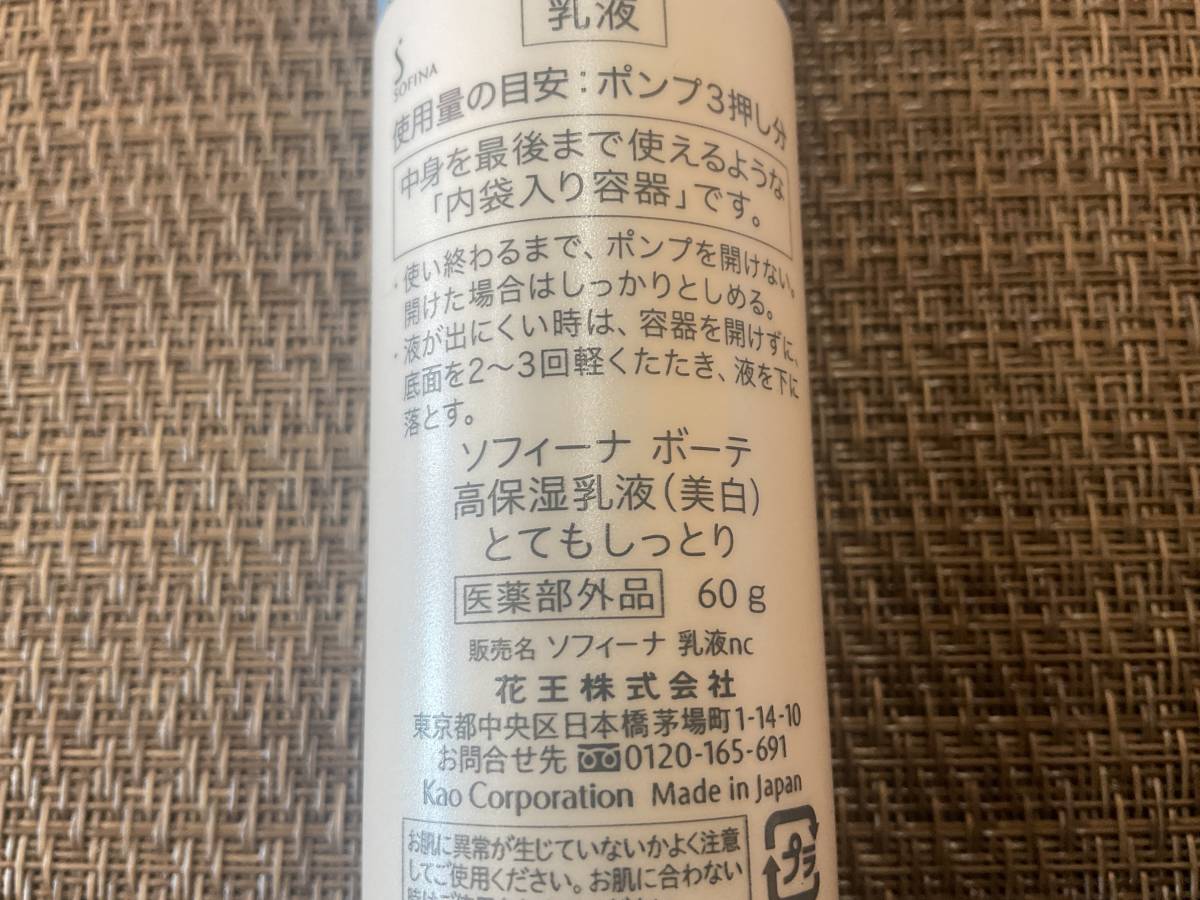 乳液
SOFINA
使用量の目安：ポンプ3押し分
中身を最後まで使えるような
「内袋入り容器」です。
・使い終わるまで、ポンプを開けない。
開けた場合はしっかりとしめる。
・液が出にくい時は、容器を開けずに、
底面を2～3回軽くたたき、液を下に
落とす。
ソフィーナ ボーテ
高保湿乳液（美白）
とてもしっとり
医薬部外品 60g
販売名 ソフィーナ 乳液nc
花王株式会社
東京都中央区日本橋茅場町1-14-10
お問合せ先 0120-165-691
Kao Corporation Made in Japan
お肌に異常が生じていないかよく注意
してご使用ください。お肌に合わない
プラ